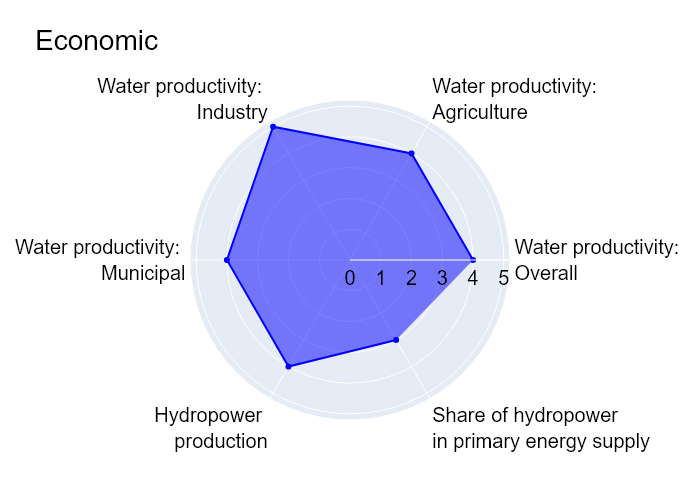 Economic
Water productivity:
Industry
Water productivity:
Agriculture
Water productivity:
Municipal
Water productivity:
Overall
0 1 2 3 4 5
Hydropower
production
Share of hydropower
in primary energy supply